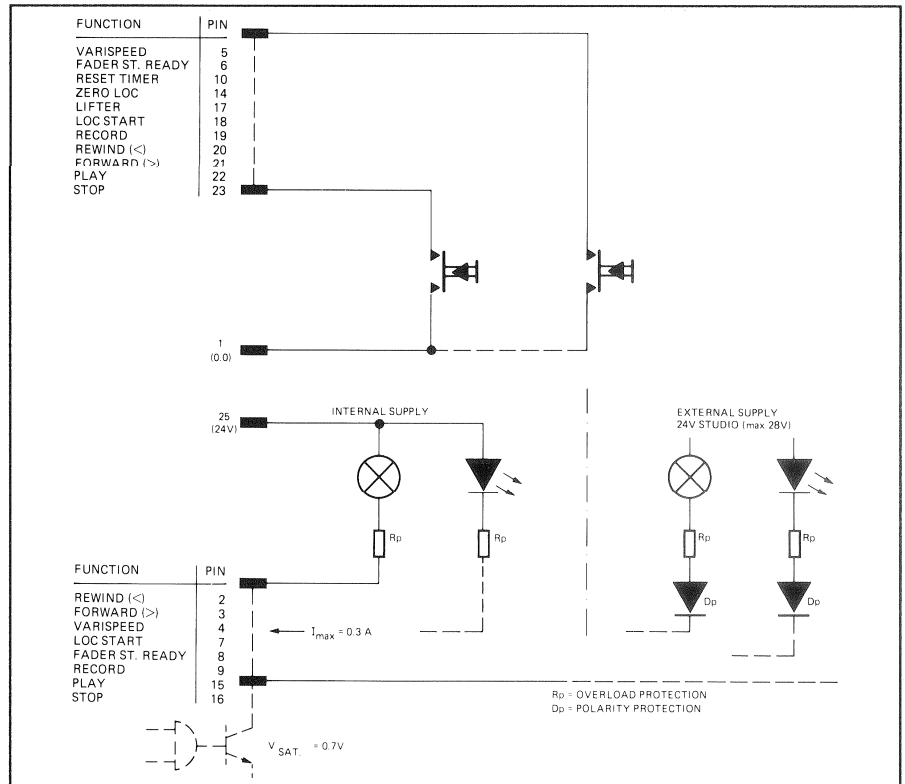 FUNCTION PIN
VARISPEED 5
FADER ST. READY 6
RESET TIMER 10
ZERO LOC 14
LIFTER 17
LOC START 18
RECORD 19
REWIND (<) 20
FORWARD (>) 21
PLAY 22
STOP 23
1
(0.0)
25
(24V)
INTERNAL SUPPLY
EXTERNAL SUPPLY
24V STUDIO (max 28V)
Rp Rp Rp Rp
Dp Dp
FUNCTION PIN
REWIND (<) 2
FORWARD (>) 3
VARISPEED 4
LOC START 7
FADER ST. READY 8
RECORD 9
PLAY 15
STOP 16
Imax = 0.3 A
Rp = OVERLOAD PROTECTION
Dp = POLARITY PROTECTION
V SAT. = 0.7V